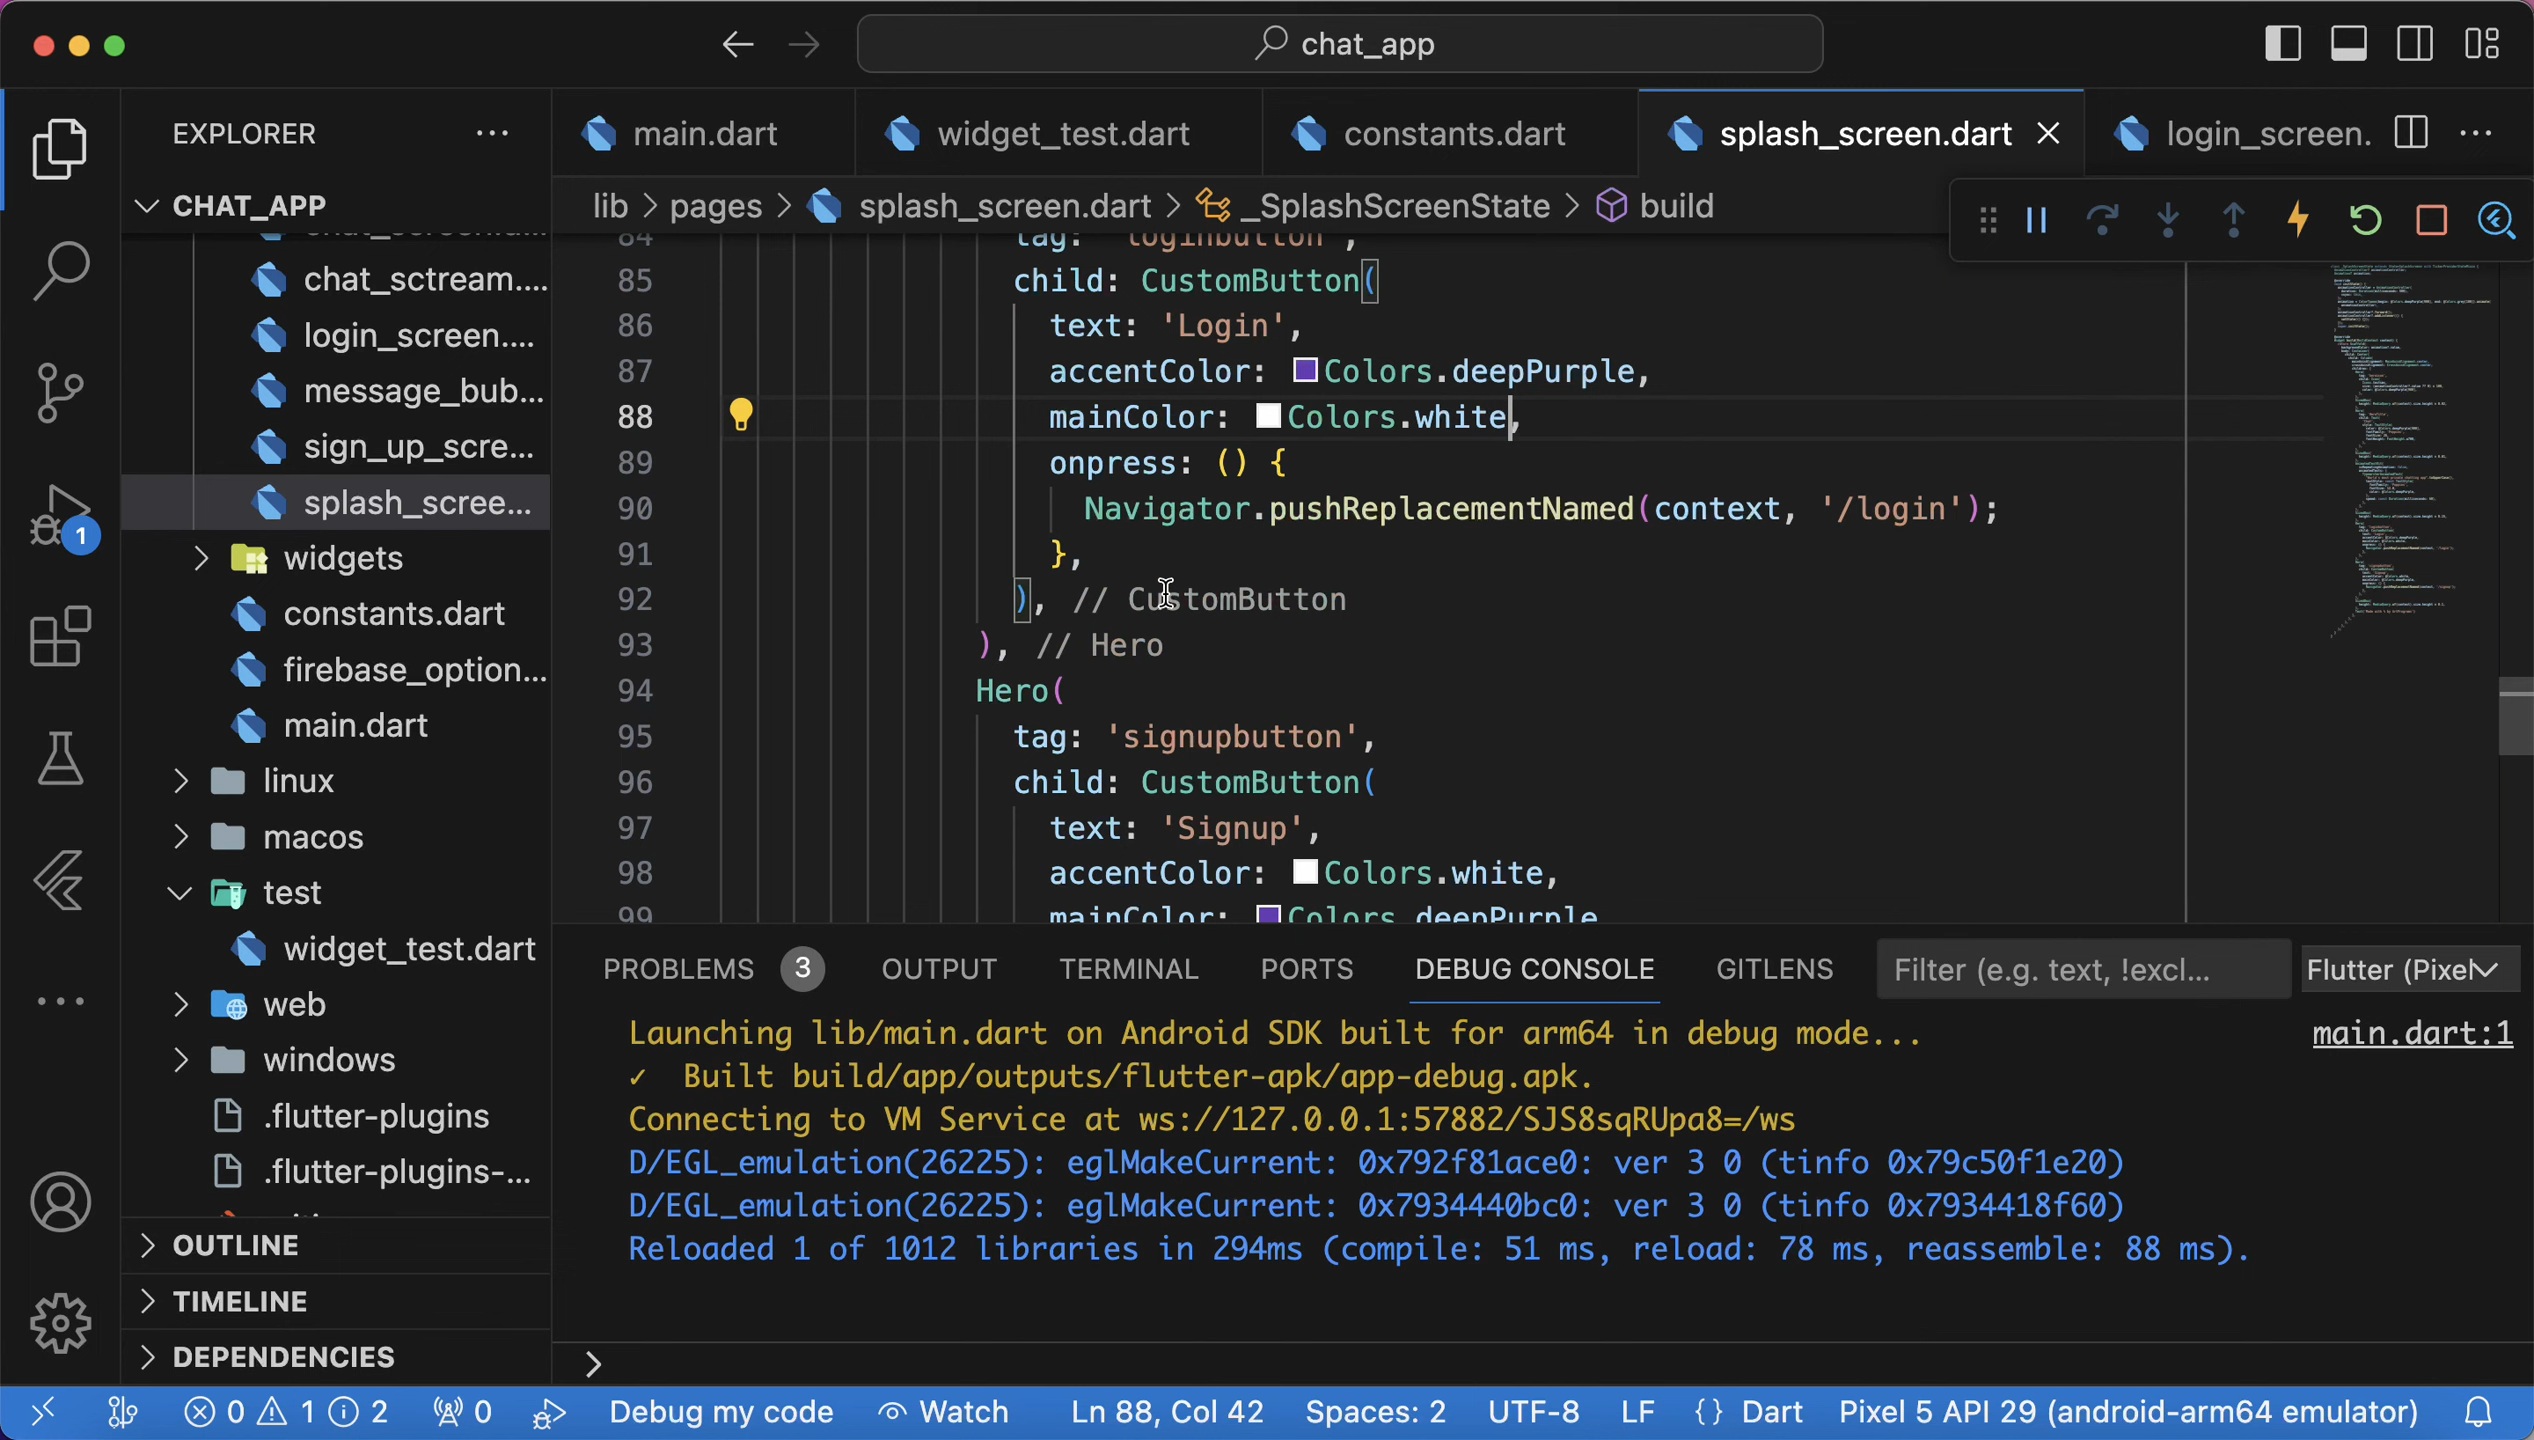 chat_app
EXPLORER
main.dart
widget_test.dart
constants.dart
splash_screen.dart
login_screen.
CHAT_APP
lib > pages > splash_screen.dart > _SplashScreenState > build
chat_sctream....
login_screen....
message_bub...
sign_up_scre...
splash_scree...
widgets
constants.dart
firebase_option...
main.dart
linux
macos
test
widget_test.dart
web
windows
.flutter-plugins
.flutter-plugins-...
OUTLINE
TIMELINE
DEPENDENCIES
1
84 tag: 'loginbutton',
85 child: CustomButton(
86 text: 'Login',
87 accentColor: Colors.deepPurple,
88 mainColor: Colors.white,
89 onpress: () {
90 Navigator.pushReplacementNamed(context, '/login');
91 },
92 ), // CustomButton
93 ), // Hero
94 Hero(
95 tag: 'signupbutton',
96 child: CustomButton(
97 text: 'Signup',
98 accentColor: Colors.white,
99 mainColor: Colors.deepPurple
PROBLEMS 3 OUTPUT TERMINAL PORTS DEBUG CONSOLE GITLENS Filter (e.g. text, !excl... Flutter (Pixel
Launching lib/main.dart on Android SDK built for arm64 in debug mode... main.dart:1
✓ Built build/app/outputs/flutter-apk/app-debug.apk.
Connecting to VM Service at ws://127.0.0.1:57882/SJS8sqRUpa8=/ws
D/EGL_emulation(26225): eglMakeCurrent: 0x792f81ace0: ver 3 0 (tinfo 0x79c50f1e20)
D/EGL_emulation(26225): eglMakeCurrent: 0x7934440bc0: ver 3 0 (tinfo 0x7934418f60)
Reloaded 1 of 1012 libraries in 294ms (compile: 51 ms, reload: 78 ms, reassemble: 88 ms).
0 1 2 0 Debug my code Watch Ln 88, Col 42 Spaces: 2 UTF-8 LF {} Dart Pixel 5 API 29 (android-arm64 emulator)